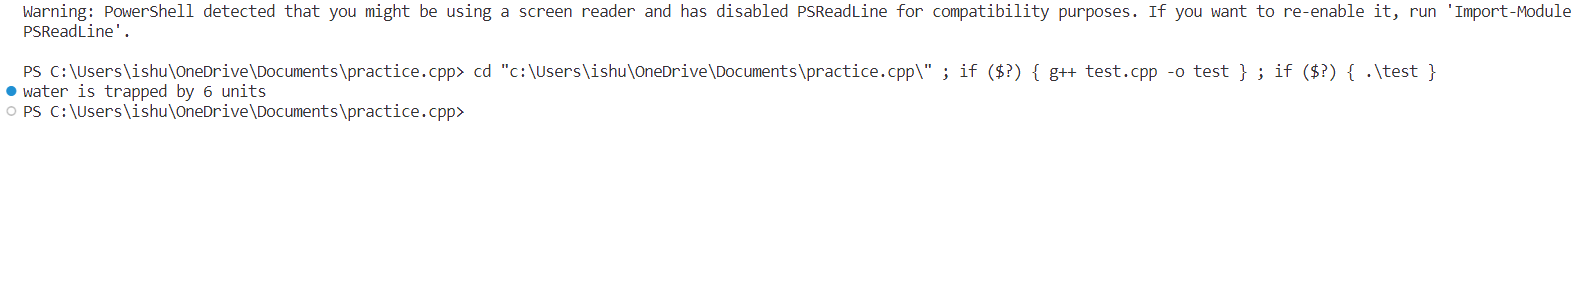 Warning: PowerShell detected that you might be using a screen reader and has disabled PSReadLine for compatibility purposes. If you want to re-enable it, run 'Import-Module
PSReadLine'.
PS C:\Users\ishu\OneDrive\Documents\practice.cpp> cd "c:\Users\ishu\OneDrive\Documents\practice.cpp\" ; if ($?) { g++ test.cpp -o test } ; if ($?) { .\test }
water is trapped by 6 units
PS C:\Users\ishu\OneDrive\Documents\practice.cpp>